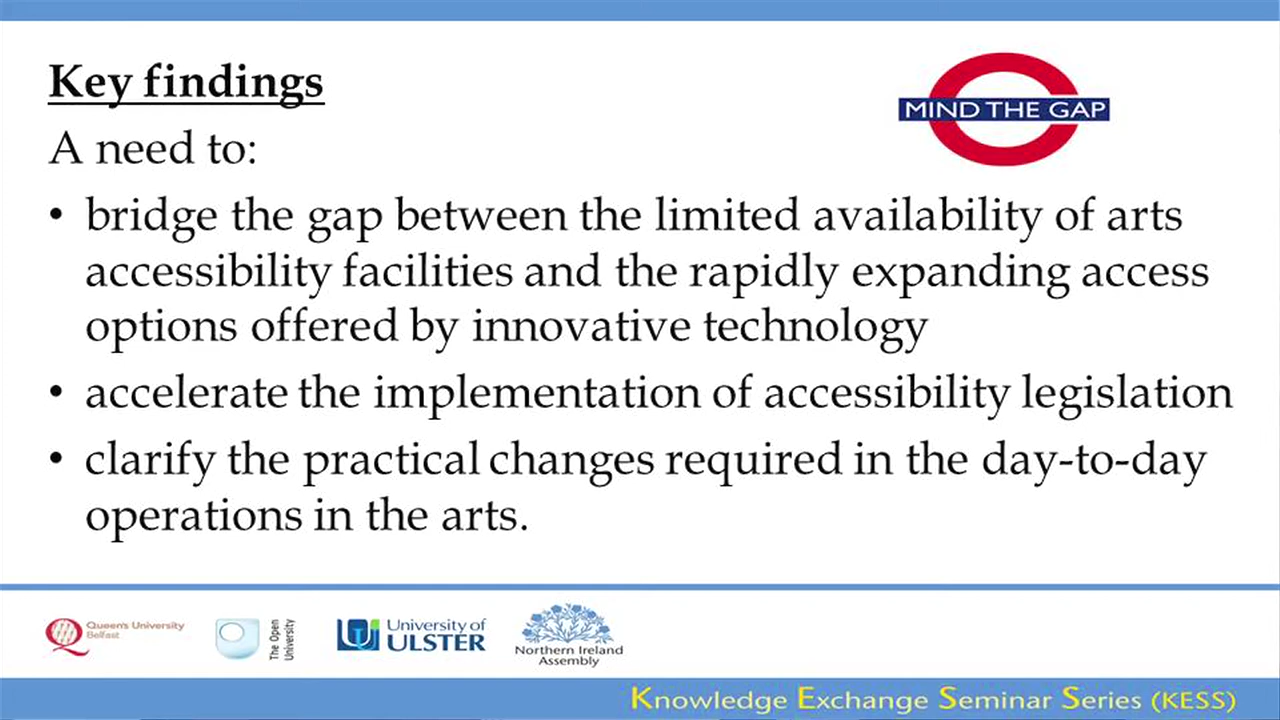 Key findings
MIND THE GAP
A need to:
• bridge the gap between the limited availability of arts
accessibility facilities and the rapidly expanding access
options offered by innovative technology
• accelerate the implementation of accessibility legislation
• clarify the practical changes required in the day-to-day
operations in the arts.
Queen's University
Belfast
The Open
University
University of
ULSTER
Northern Ireland
Assembly
Knowledge Exchange Seminar Series (KESS)